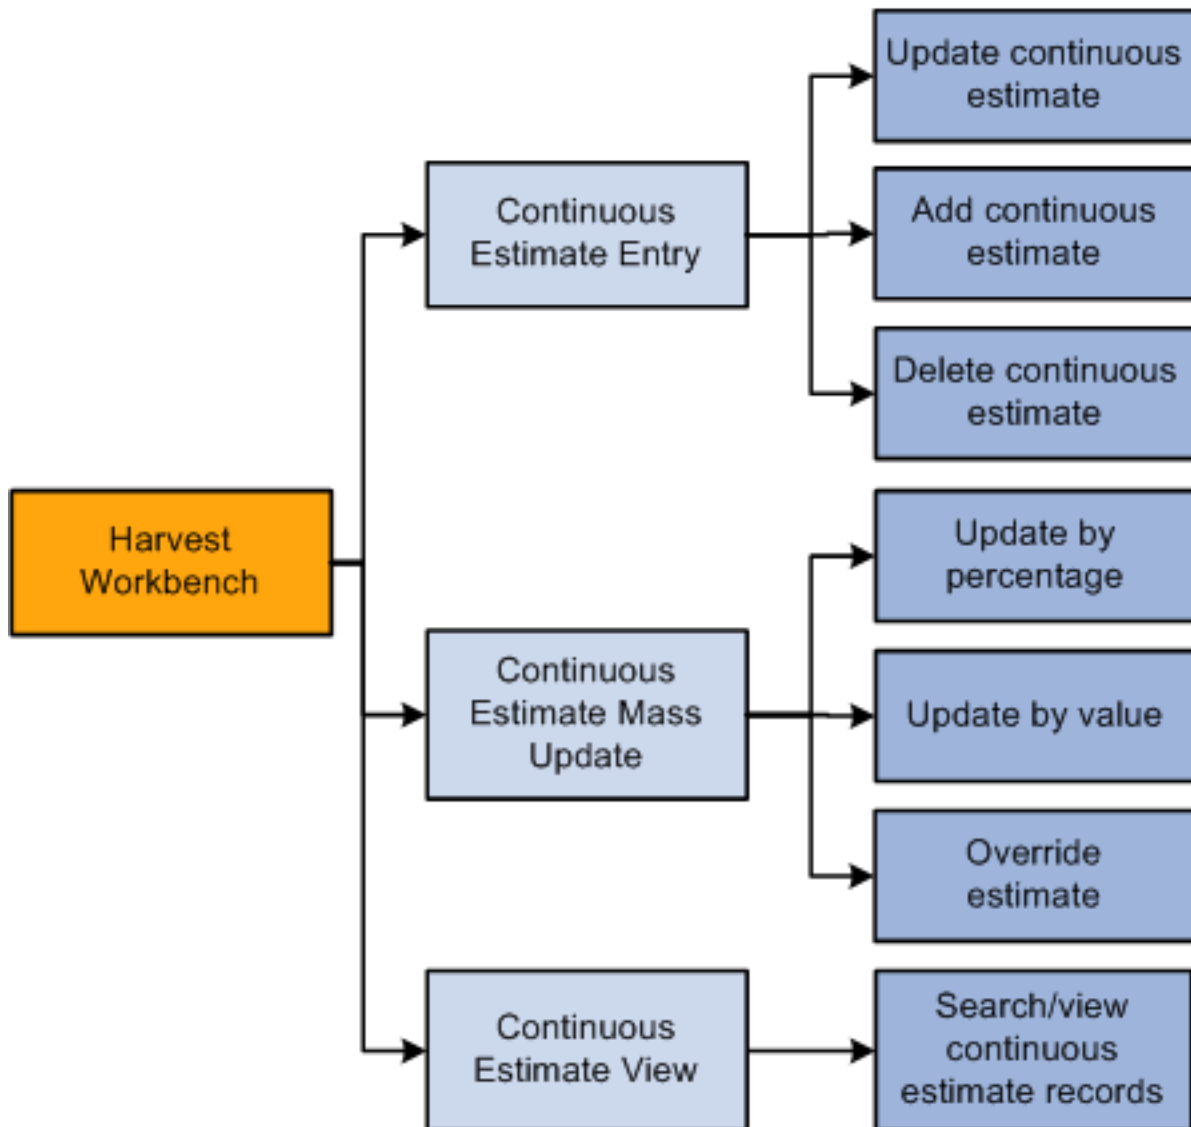 Update continuous
estimate
Continuous
Estimate Entry
Add continuous
estimate
Delete continuous
estimate
Harvest
Workbench
Update by
percentage
Continuous
Estimate Mass
Update
Update by value
Override
estimate
Continuous
Estimate View
Search/view
continuous
estimate records